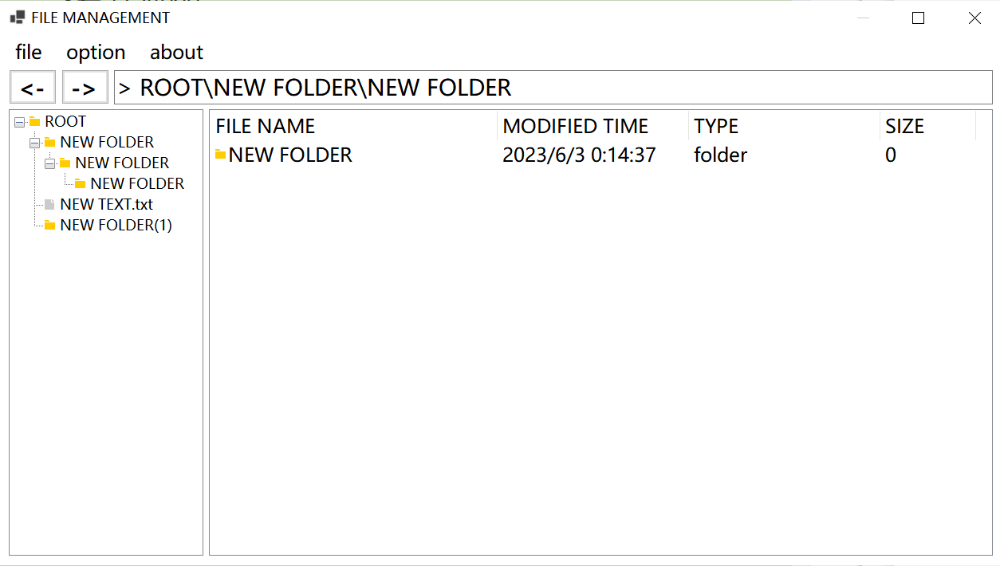 FILE MANAGEMENT
file option about
<- -> > ROOT\NEW FOLDER\NEW FOLDER
ROOT
NEW FOLDER
NEW FOLDER
NEW FOLDER
NEW TEXT.txt
NEW FOLDER(1)
FILE NAME MODIFIED TIME TYPE SIZE
NEW FOLDER 2023/6/3 0:14:37 folder 0